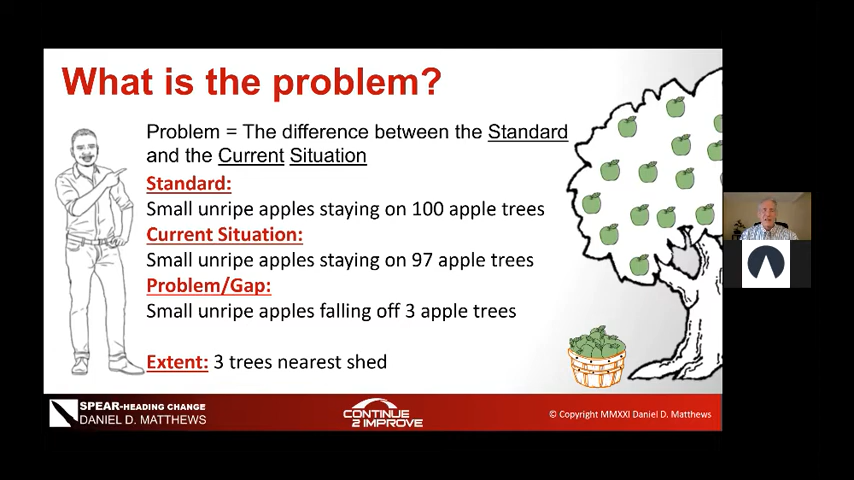 What is the problem?
Problem = The difference between the Standard
and the Current Situation
Standard:
Small unripe apples staying on 100 apple trees
Current Situation:
Small unripe apples staying on 97 apple trees
Problem/Gap:
Small unripe apples falling off 3 apple trees
Extent: 3 trees nearest shed
SPEAR-HEADING CHANGE
DANIEL D. MATTHEWS
CONTINUE
2 IMPROVE
© Copyright MMXXI Daniel D. Matthews